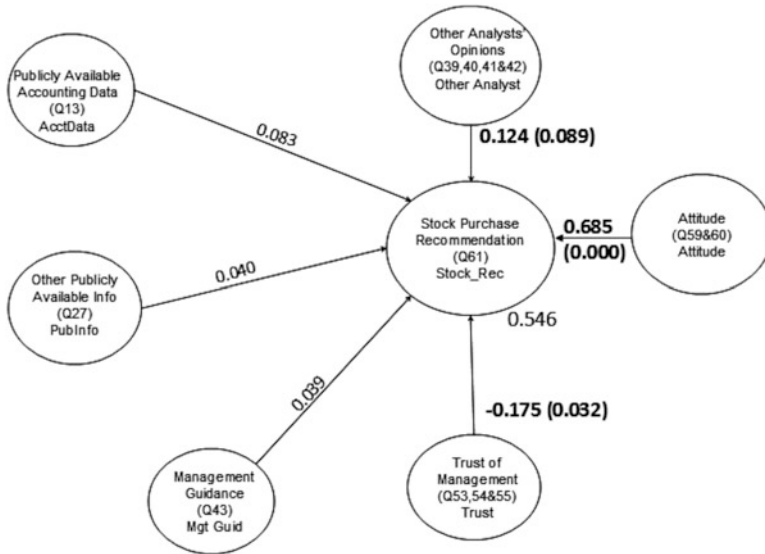 Other Analysts'
Opinions
(Q39,40,41&42)
Other Analyst
Publicly Available
Accounting Data
(Q13)
AcctData
0.083
0.124 (0.089)
Stock Purchase
Recommendation
(Q61)
Stock_Rec
0.685
(0.000)
Attitude
(Q59&60)
Attitude
Other Publicly
Available Info
(Q27)
PubInfo
0.040
0.546
0.039
-0.175 (0.032)
Management
Guidance
(Q43)
Mgt Guid
Trust of
Management
(Q53,54&55)
Trust